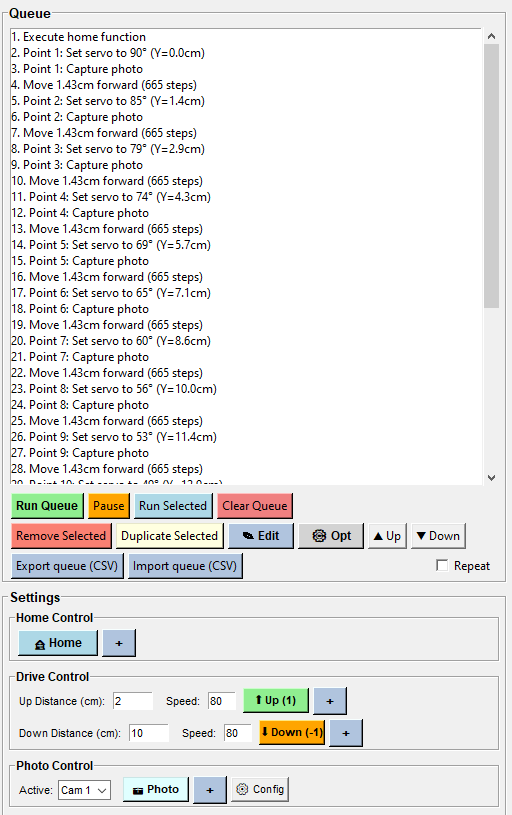 Queue
1. Execute home function
2. Point 1: Set servo to 90° (Y=0.0cm)
3. Point 1: Capture photo
4. Move 1.43cm forward (665 steps)
5. Point 2: Set servo to 85° (Y=1.4cm)
6. Point 2: Capture photo
7. Move 1.43cm forward (665 steps)
8. Point 3: Set servo to 79° (Y=2.9cm)
9. Point 3: Capture photo
10. Move 1.43cm forward (665 steps)
11. Point 4: Set servo to 74° (Y=4.3cm)
12. Point 4: Capture photo
13. Move 1.43cm forward (665 steps)
14. Point 5: Set servo to 69° (Y=5.7cm)
15. Point 5: Capture photo
16. Move 1.43cm forward (665 steps)
17. Point 6: Set servo to 65° (Y=7.1cm)
18. Point 6: Capture photo
19. Move 1.43cm forward (665 steps)
20. Point 7: Set servo to 60° (Y=8.6cm)
21. Point 7: Capture photo
22. Move 1.43cm forward (665 steps)
23. Point 8: Set servo to 56° (Y=10.0cm)
24. Point 8: Capture photo
25. Move 1.43cm forward (665 steps)
26. Point 9: Set servo to 53° (Y=11.4cm)
27. Point 9: Capture photo
28. Move 1.43cm forward (665 steps)
Run Queue Pause Run Selected Clear Queue
Remove Selected Duplicate Selected Edit Opt ▲ Up ▼ Down
Export queue (CSV) Import queue (CSV) Repeat
Settings
Home Control
Home +
Drive Control
Up Distance (cm): 2 Speed: 80 ⬆ Up (1) +
Down Distance (cm): 10 Speed: 80 ⬇ Down (-1) +
Photo Control
Active: Cam 1 Photo + Config